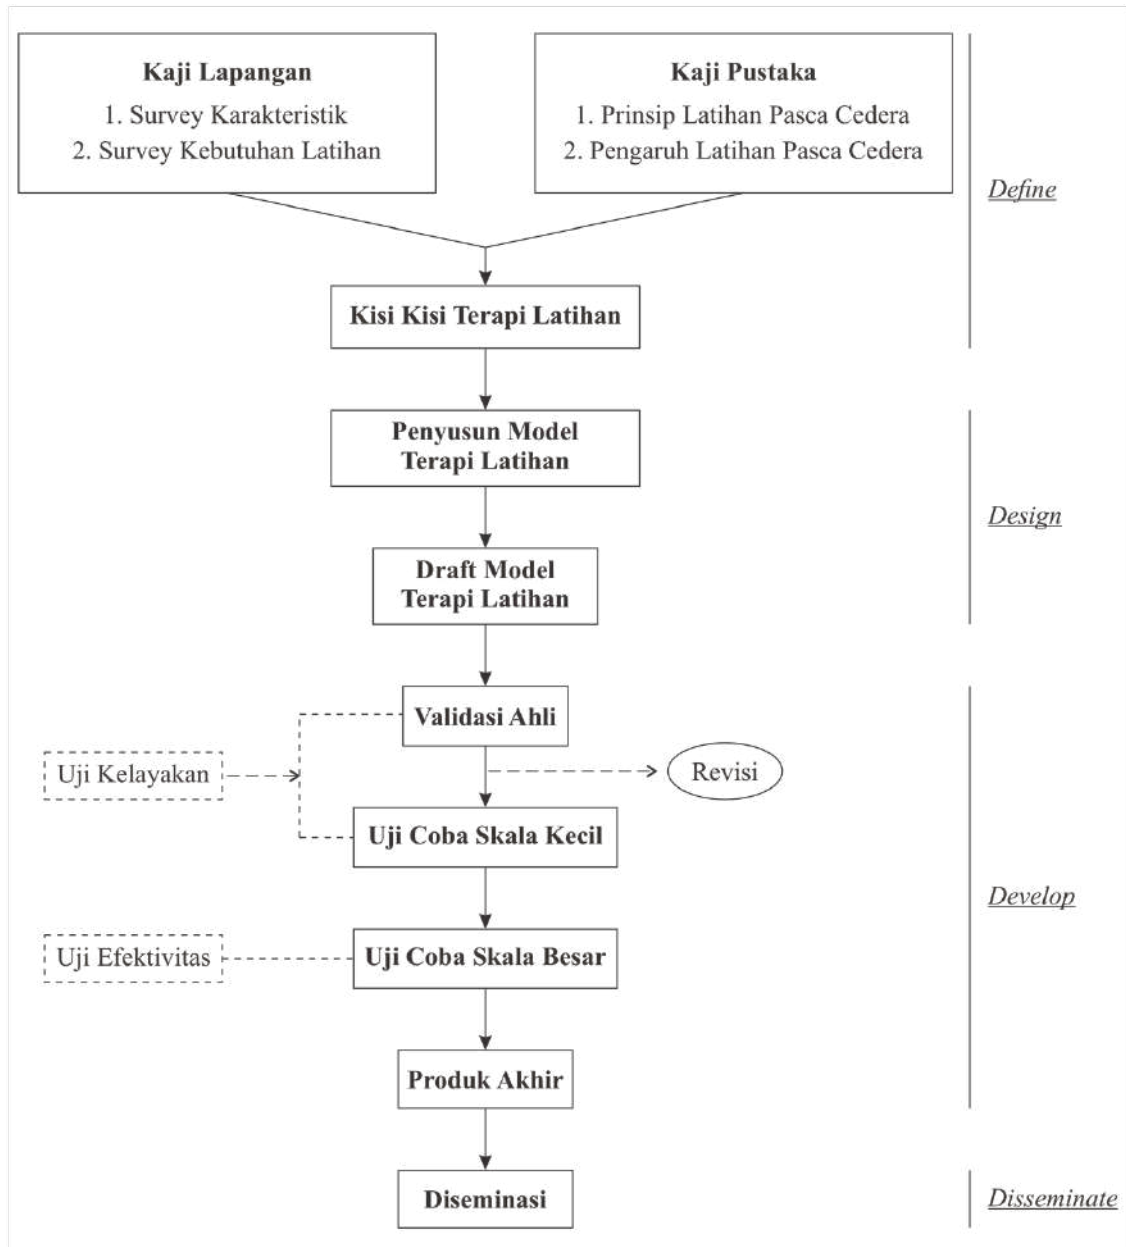 Kaji Lapangan
1. Survey Karakteristik
2. Survey Kebutuhan Latihan
Kaji Pustaka
1. Prinsip Latihan Pasca Cedera
2. Pengaruh Latihan Pasca Cedera
Define
Kisi Kisi Terapi Latihan
Penyusun Model
Terapi Latihan
Design
Draft Model
Terapi Latihan
Validasi Ahli
Uji Kelayakan
Revisi
Uji Coba Skala Kecil
Develop
Uji Efektivitas
Uji Coba Skala Besar
Produk Akhir
Diseminasi
Disseminate